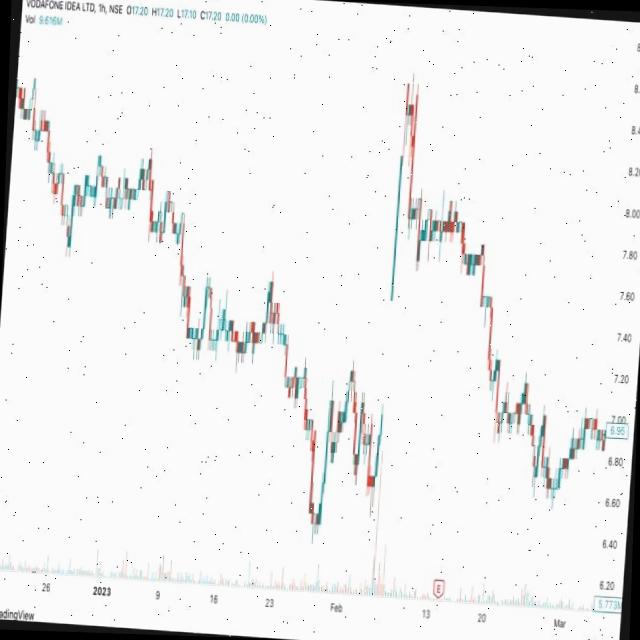 VODAFONE IDEA LTD, 1h, NSE O17.20 H17.20 L17.10 C17.20 0.00 (0.00%)
Vol 9.616M
8.4
8.20
8.00
7.80
7.60
7.40
7.20
7.00
6.95
6.80
6.60
6.40
6.20
5.773M
E
26 2023 9 16 23 Feb 13 20 Mar
adingView